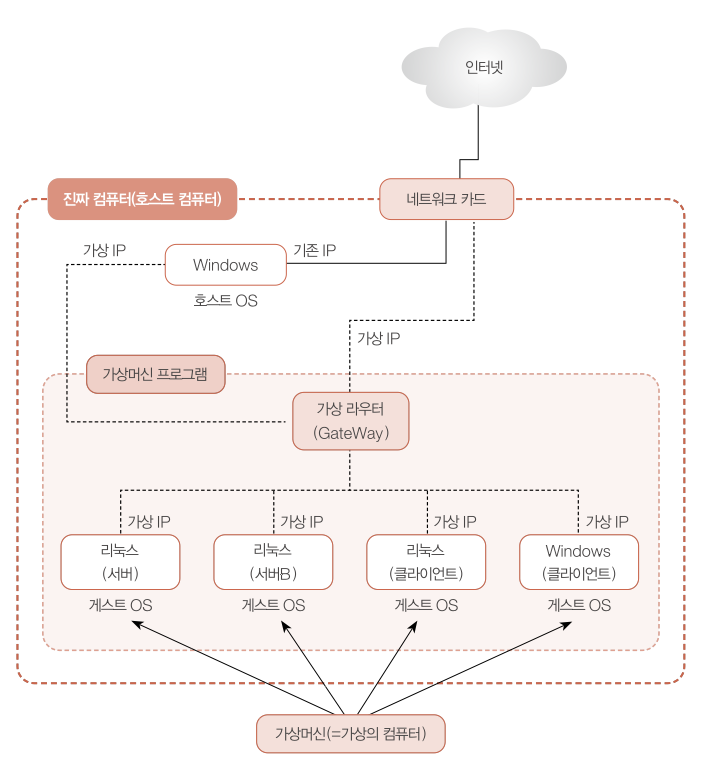 인터넷
진짜 컴퓨터(호스트 컴퓨터)
네트워크 카드
가상 IP
Windows
기존 IP
호스트 OS
가상 IP
가상머신 프로그램
가상 라우터
(GateWay)
가상 IP
가상 IP
가상 IP
가상 IP
리눅스
(서버)
리눅스
(서버B)
리눅스
(클라이언트)
Windows
(클라이언트)
게스트 OS
게스트 OS
게스트 OS
게스트 OS
가상머신(=가상의 컴퓨터)